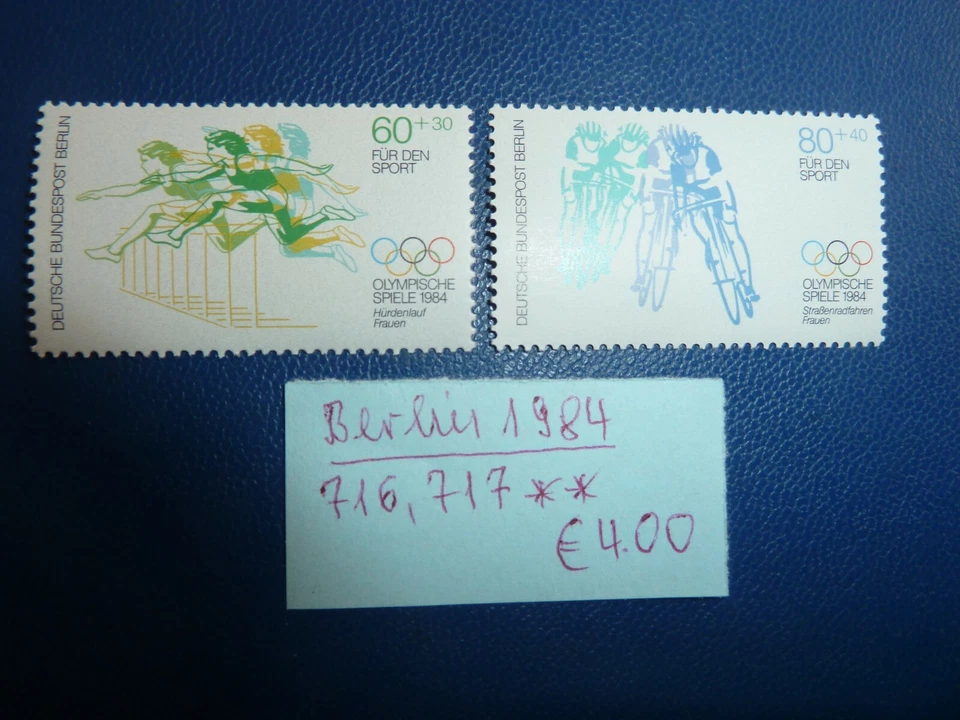 DEUTSCHE BUNDESPOST BERLIN
60+30
FÜR DEN
SPORT
OLYMPISCHE
SPIELE 1984
Hürdenlauf
Frauen
DEUTSCHE BUNDESPOST BERLIN
80+40
FÜR DEN
SPORT
OLYMPISCHE
SPIELE 1984
Straßenradfahren
Frauen
Berlin 1984
716, 717 **
€ 4.00